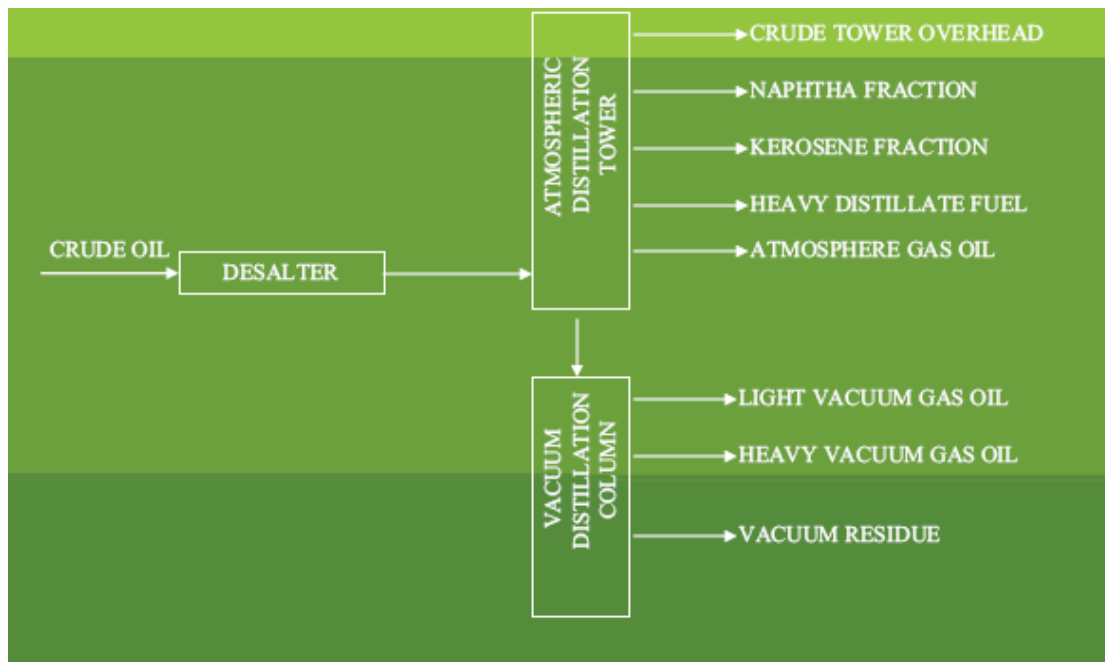 CRUDE TOWER OVERHEAD
NAPHTHA FRACTION
KEROSENE FRACTION
HEAVY DISTILLATE FUEL
ATMOSPHERE GAS OIL
ATMOSPHERIC
DISTILLATION
TOWER
CRUDE OIL
DESALTER
LIGHT VACUUM GAS OIL
HEAVY VACUUM GAS OIL
VACUUM RESIDUE
VACUUM
DISTILLATION
COLUMN